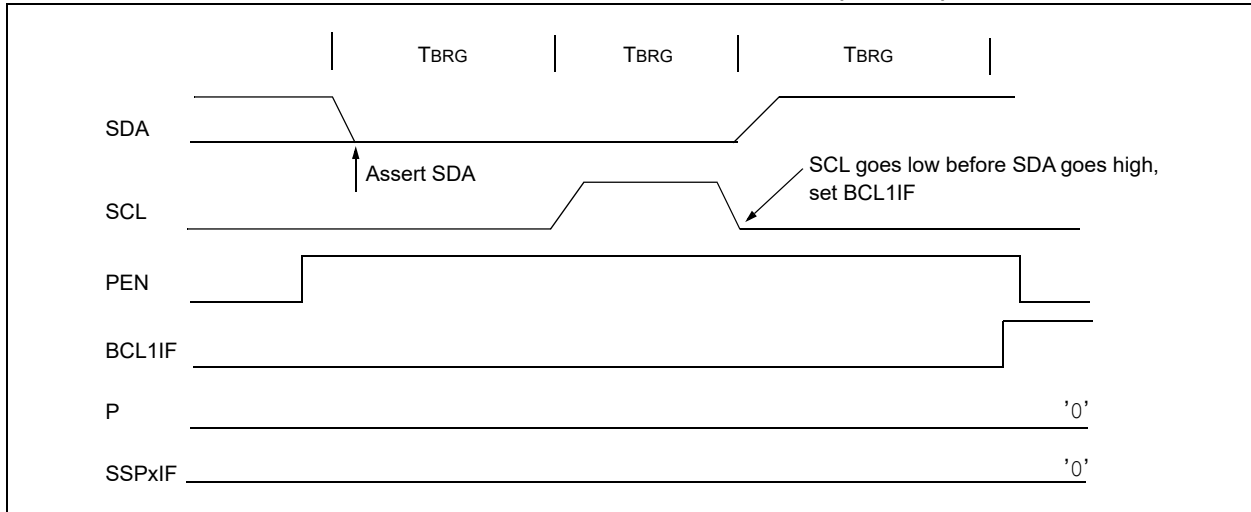 TBRG TBRG TBRG
SDA
Assert SDA
SCL goes low before SDA goes high,
set BCL1IF
SCL
PEN
BCL1IF
P '0'
SSPxIF '0'